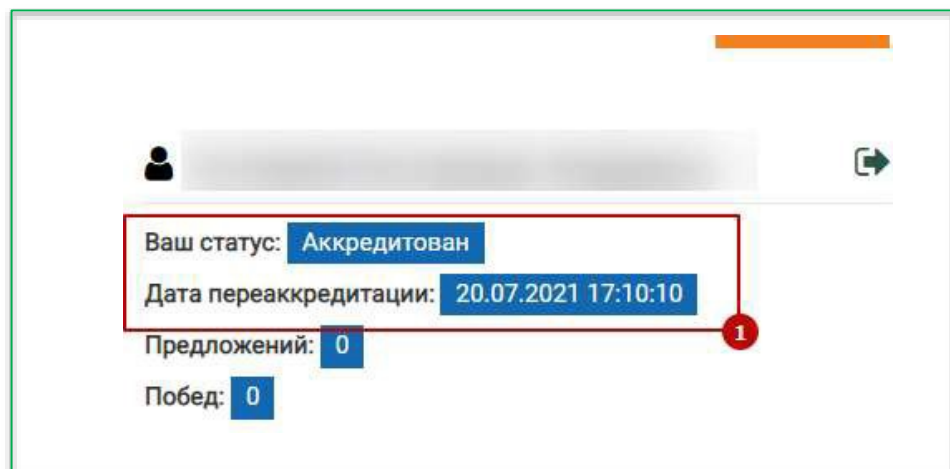 Ваш статус: Аккредитован
Дата переаккредитации: 20.07.2021 17:10:10
1
Предложений: 0
Побед: 0